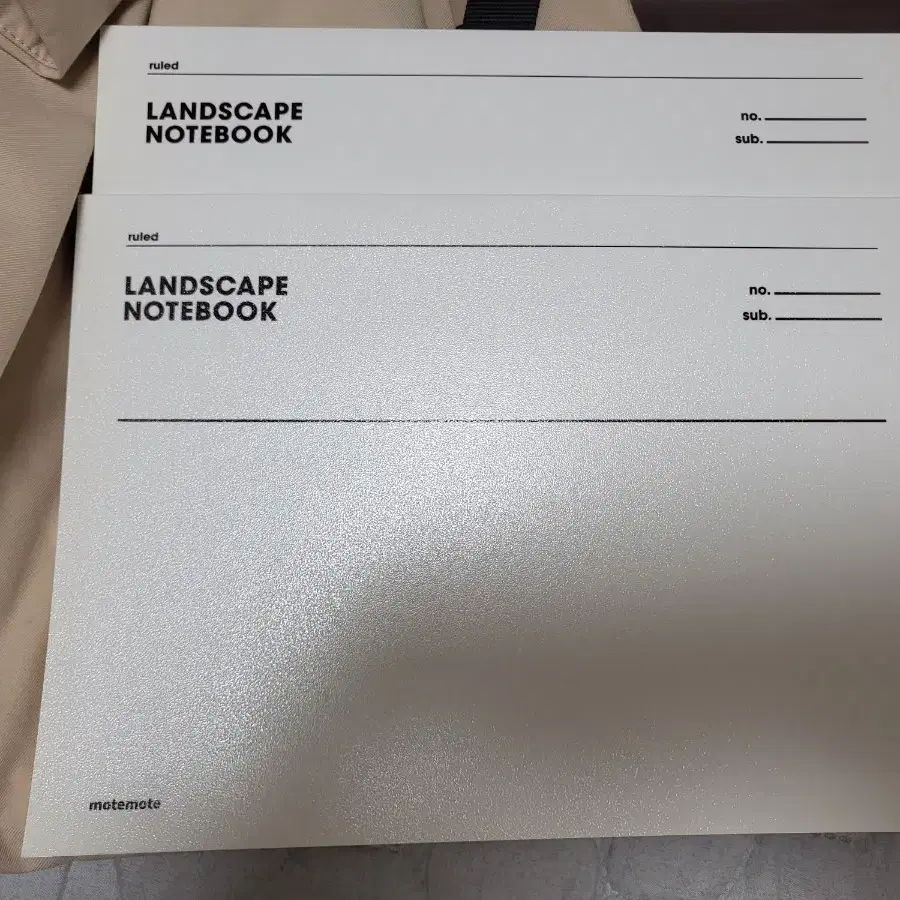 ruled
LANDSCAPE
NOTEBOOK
no.
sub.
ruled
LANDSCAPE
NOTEBOOK
no.
sub.
motemote